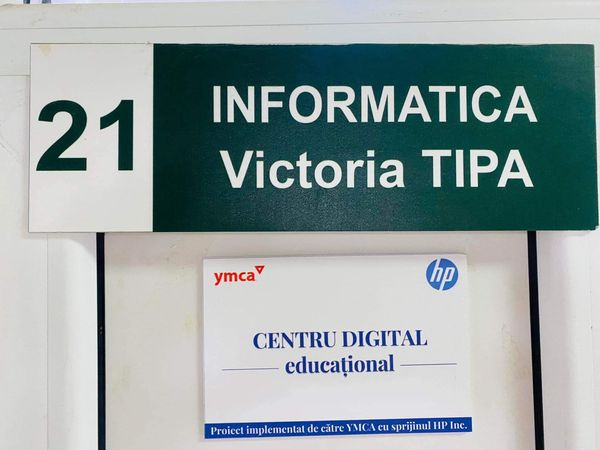 21
INFORMATICA
Victoria TIPA
ymca
hp
CENTRU DIGITAL
educațional
Proiect implementat de către YMCA cu sprijinul HP Inc.